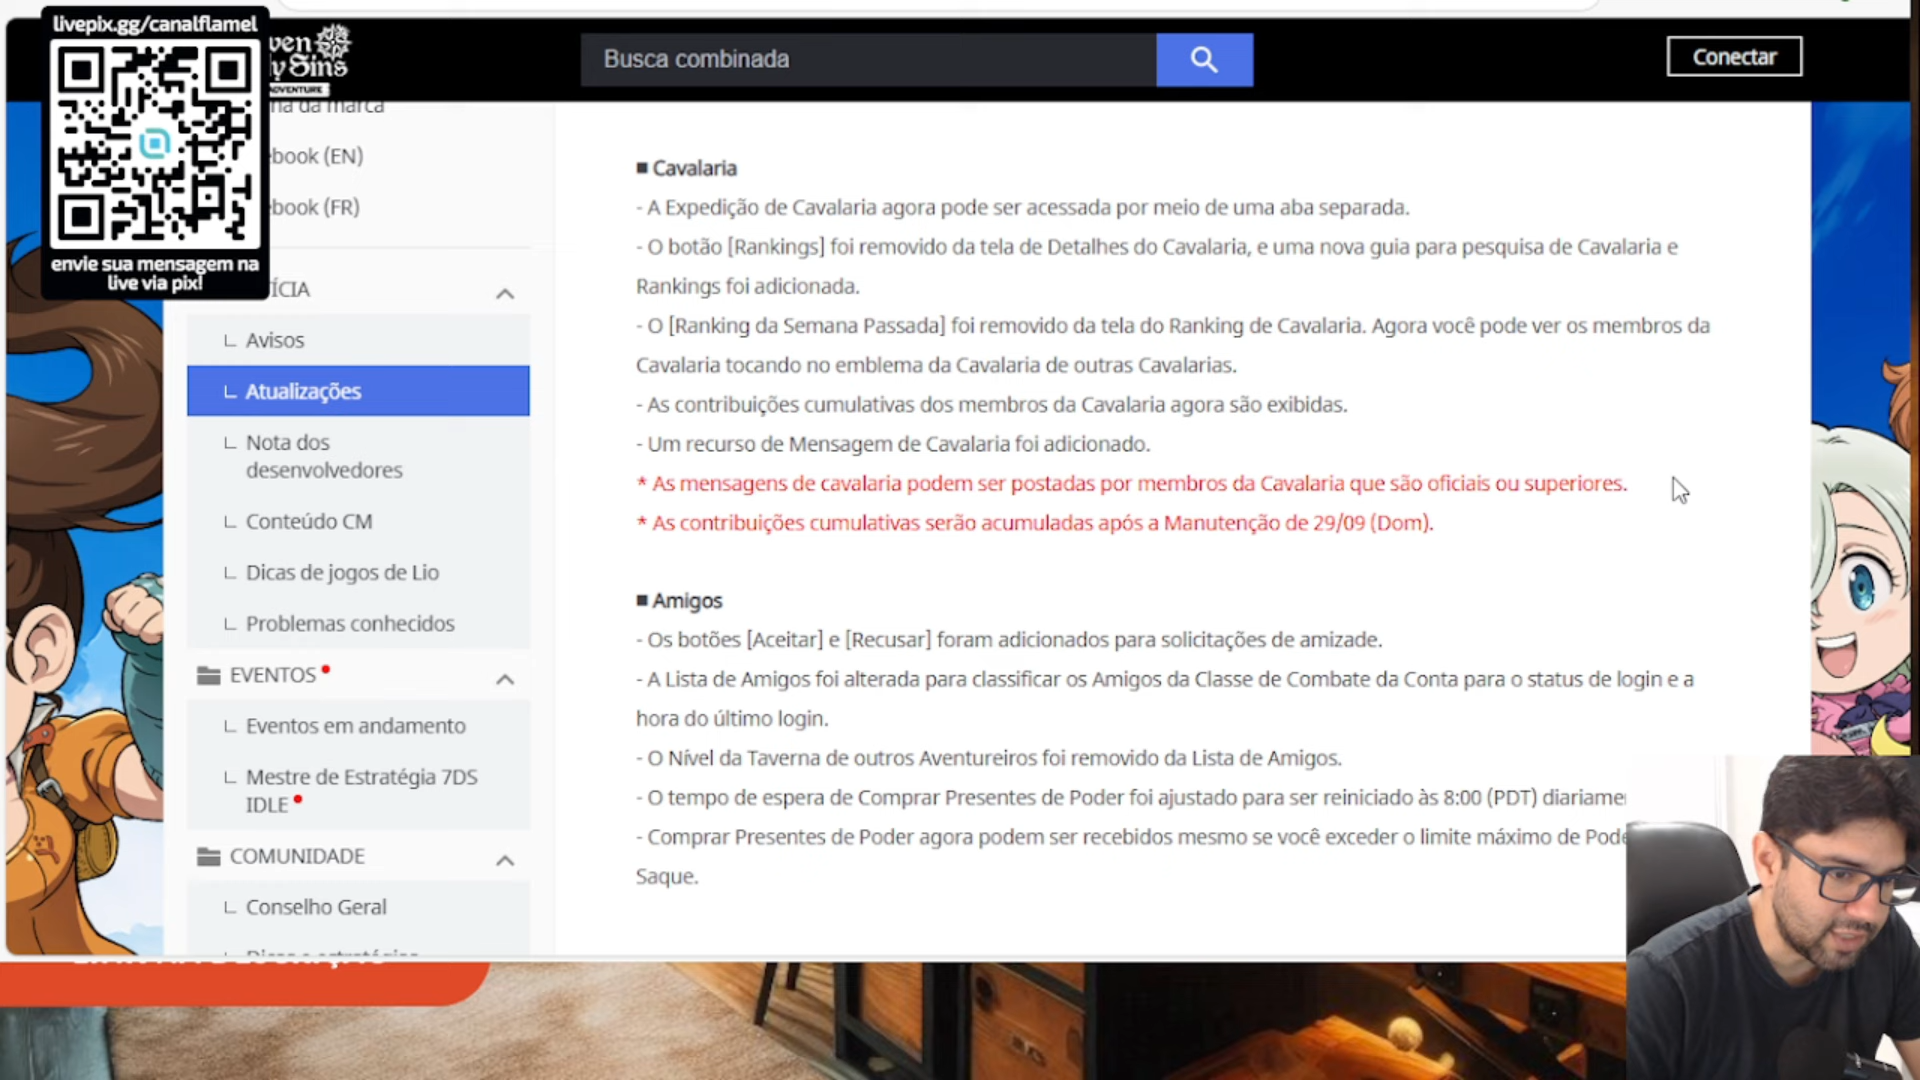 livepix.gg/canalflamel
envie sua mensagem na
live via pix!
ven
y Sins
ADVENTURE
Busca combinada
Conectar
na da marca
ebook (EN)
ebook (FR)
ÍCIA
Avisos
Atualizações
Nota dos
desenvolvedores
Conteúdo CM
Dicas de jogos de Lio
Problemas conhecidos
EVENTOS
Eventos em andamento
Mestre de Estratégia 7DS
IDLE
COMUNIDADE
Conselho Geral
■ Cavalaria
- A Expedição de Cavalaria agora pode ser acessada por meio de uma aba separada.
- O botão [Rankings] foi removido da tela de Detalhes do Cavalaria, e uma nova guia para pesquisa de Cavalaria e
Rankings foi adicionada.
- O [Ranking da Semana Passada] foi removido da tela do Ranking de Cavalaria. Agora você pode ver os membros da
Cavalaria tocando no emblema da Cavalaria de outras Cavalarias.
- As contribuições cumulativas dos membros da Cavalaria agora são exibidas.
- Um recurso de Mensagem de Cavalaria foi adicionado.
* As mensagens de cavalaria podem ser postadas por membros da Cavalaria que são oficiais ou superiores.
* As contribuições cumulativas serão acumuladas após a Manutenção de 29/09 (Dom).
■ Amigos
- Os botões [Aceitar] e [Recusar] foram adicionados para solicitações de amizade.
- A Lista de Amigos foi alterada para classificar os Amigos da Classe de Combate da Conta para o status de login e a
hora do último login.
- O Nível da Taverna de outros Aventureiros foi removido da Lista de Amigos.
- O tempo de espera de Comprar Presentes de Poder foi ajustado para ser reiniciado às 8:00 (PDT) diariame
- Comprar Presentes de Poder agora podem ser recebidos mesmo se você exceder o limite máximo de Pode
Saque.